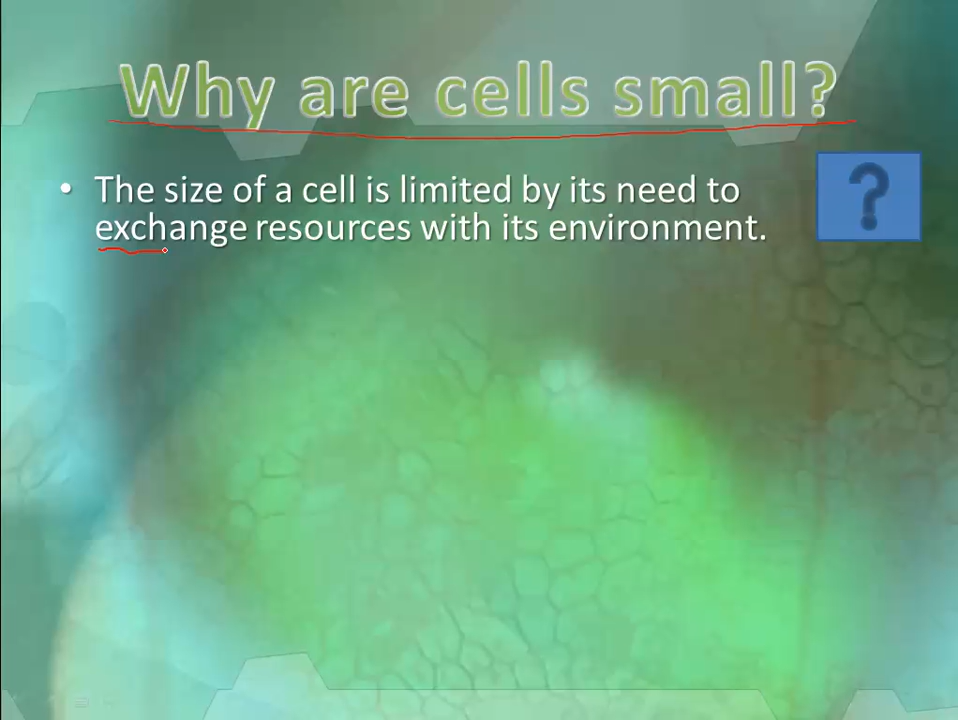 Why are cells small?
• The size of a cell is limited by its need to
exchange resources with its environment.
?